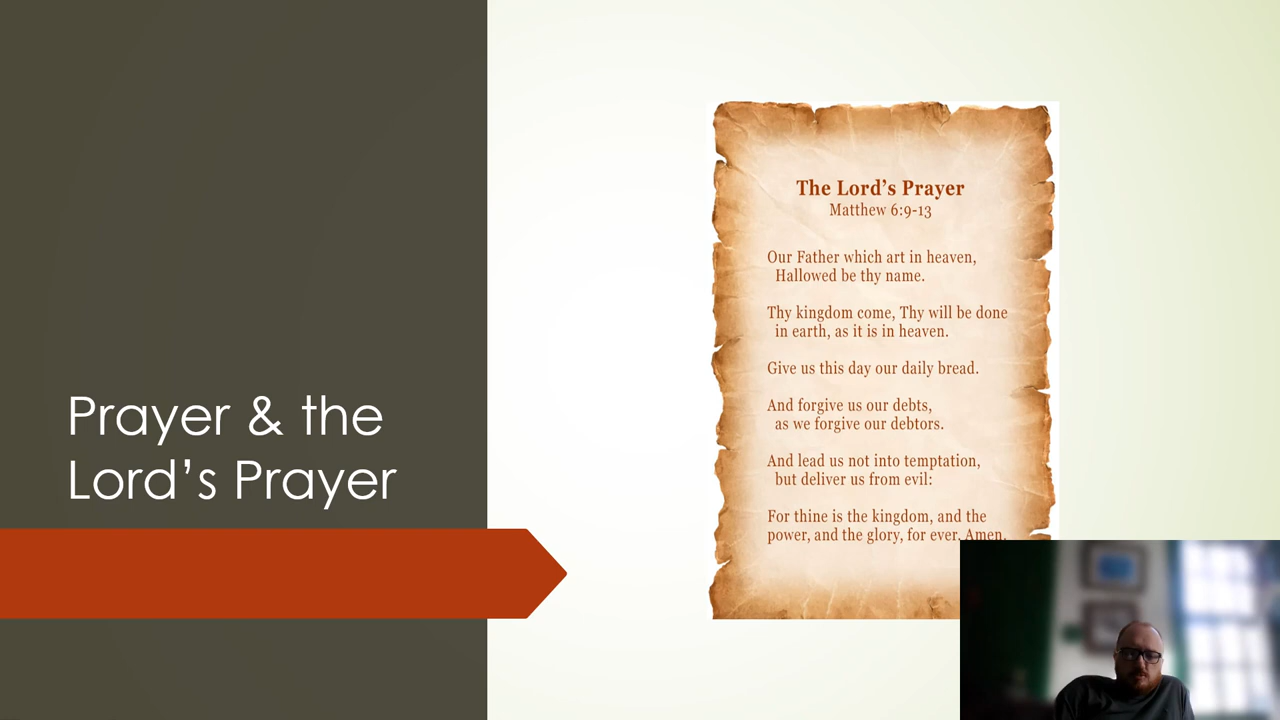 Prayer & the
Lord’s Prayer
The Lord’s Prayer
Matthew 6:9-13
Our Father which art in heaven,
Hallowed be thy name.
Thy kingdom come, Thy will be done
in earth, as it is in heaven.
Give us this day our daily bread.
And forgive us our debts,
as we forgive our debtors.
And lead us not into temptation,
but deliver us from evil:
For thine is the kingdom, and the
power, and the glory, for ever. Amen.